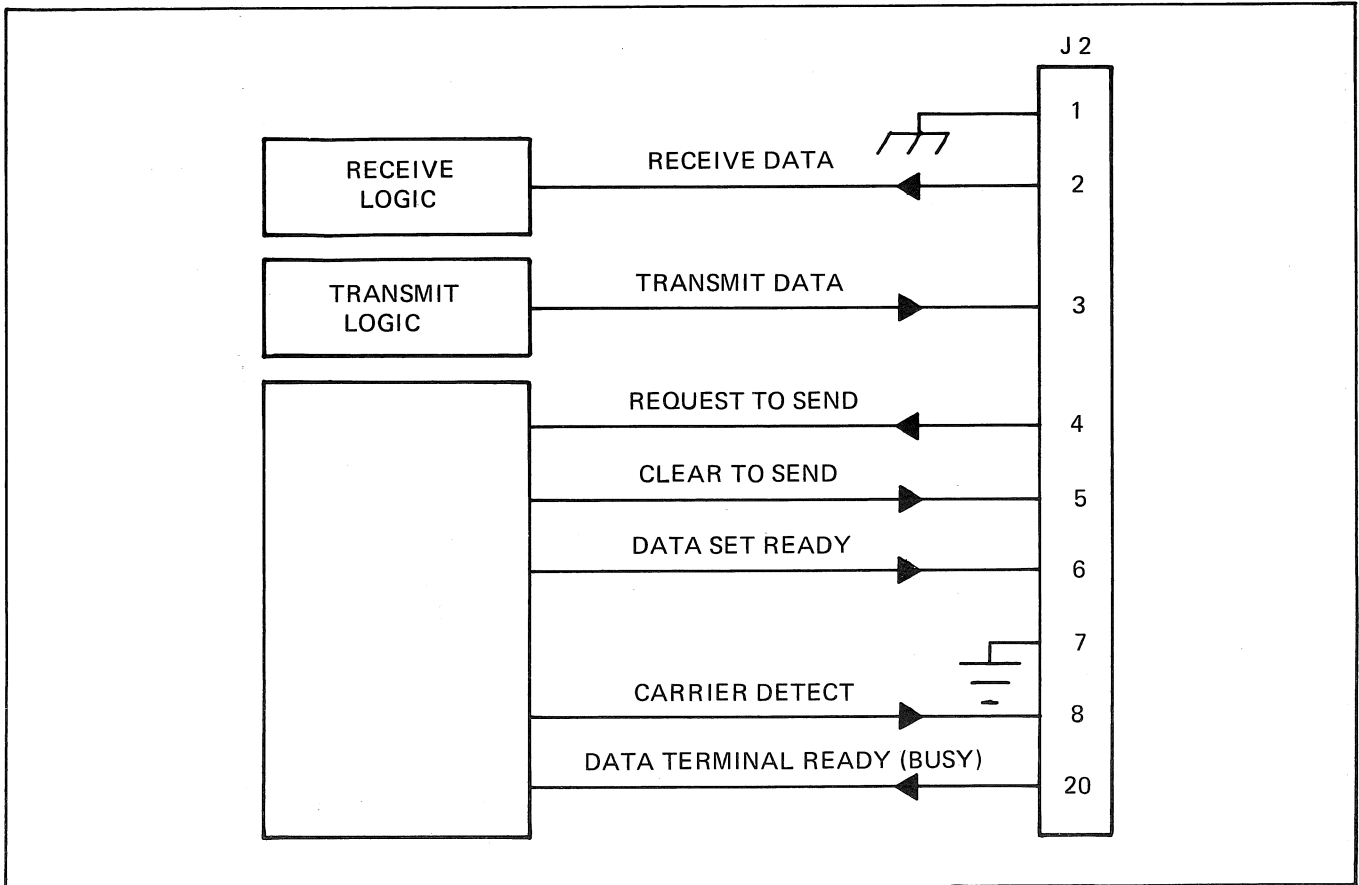 J 2
1
RECEIVE
LOGIC
RECEIVE DATA
2
TRANSMIT
LOGIC
TRANSMIT DATA
3
REQUEST TO SEND
4
CLEAR TO SEND
5
DATA SET READY
6
7
CARRIER DETECT
8
DATA TERMINAL READY (BUSY)
20